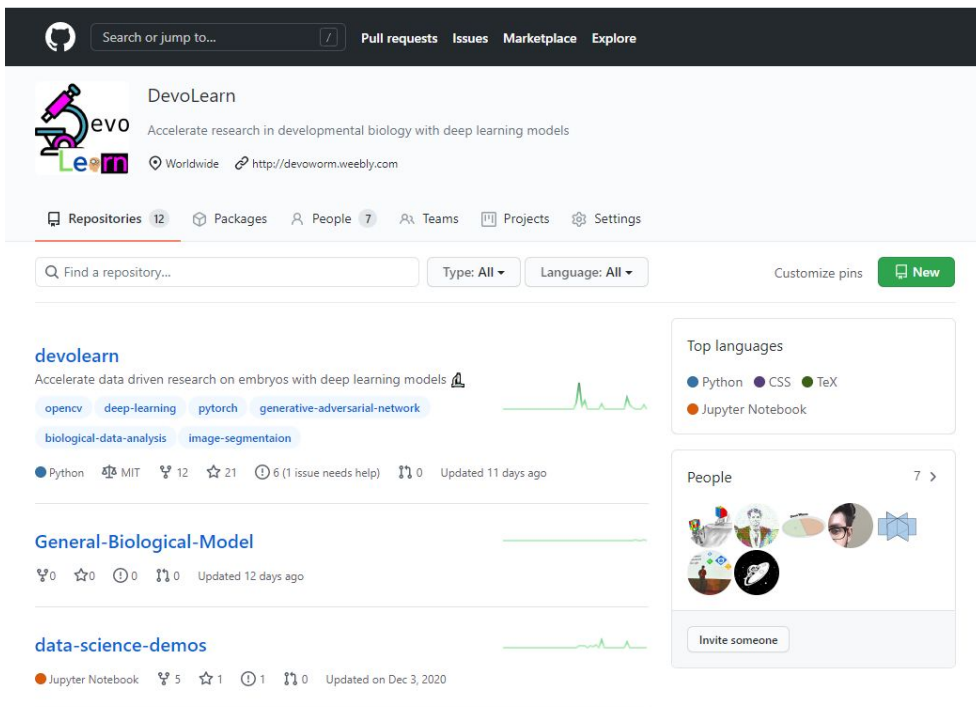 Search or jump to... /
Pull requests Issues Marketplace Explore
evo
Learn
DevoLearn
Accelerate research in developmental biology with deep learning models
Worldwide http://devoworm.weebly.com
Repositories 12 Packages People 7 Teams Projects Settings
Find a repository... Type: All Language: All Customize pins New
devolearn
Accelerate data driven research on embryos with deep learning models
opencv deep-learning pytorch generative-adversarial-network
biological-data-analysis image-segmentaion
Python MIT 12 21 6 (1 issue needs help) 0 Updated 11 days ago
General-Biological-Model
0 0 0 0 Updated 12 days ago
data-science-demos
Jupyter Notebook 5 1 1 0 Updated on Dec 3, 2020
Top languages
Python CSS TeX
Jupyter Notebook
People 7
Invite someone